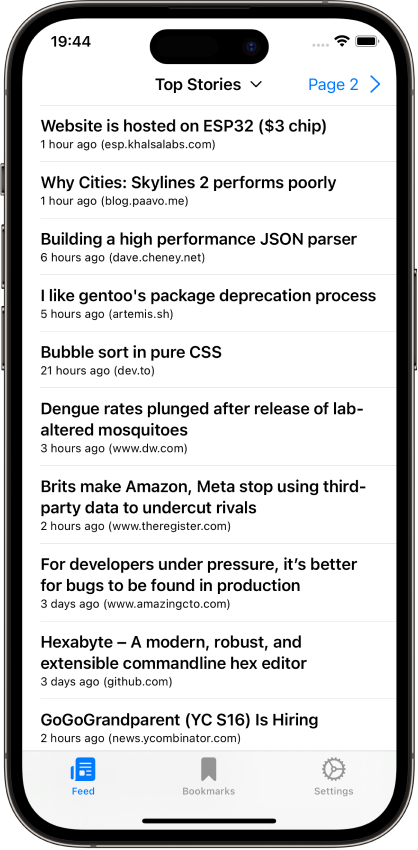 19:44
Top Stories
Page 2
Website is hosted on ESP32 ($3 chip)
1 hour ago (esp.khalsalabs.com)
Why Cities: Skylines 2 performs poorly
1 hour ago (blog.paavo.me)
Building a high performance JSON parser
6 hours ago (dave.cheney.net)
I like gentoo's package deprecation process
5 hours ago (artemis.sh)
Bubble sort in pure CSS
21 hours ago (dev.to)
Dengue rates plunged after release of lab-
altered mosquitoes
3 hours ago (www.dw.com)
Brits make Amazon, Meta stop using third-
party data to undercut rivals
2 hours ago (www.theregister.com)
For developers under pressure, it’s better
for bugs to be found in production
3 days ago (www.amazingcto.com)
Hexabyte – A modern, robust, and
extensible commandline hex editor
3 days ago (github.com)
GoGoGrandparent (YC S16) Is Hiring
2 hours ago (news.ycombinator.com)
Feed
Bookmarks
Settings